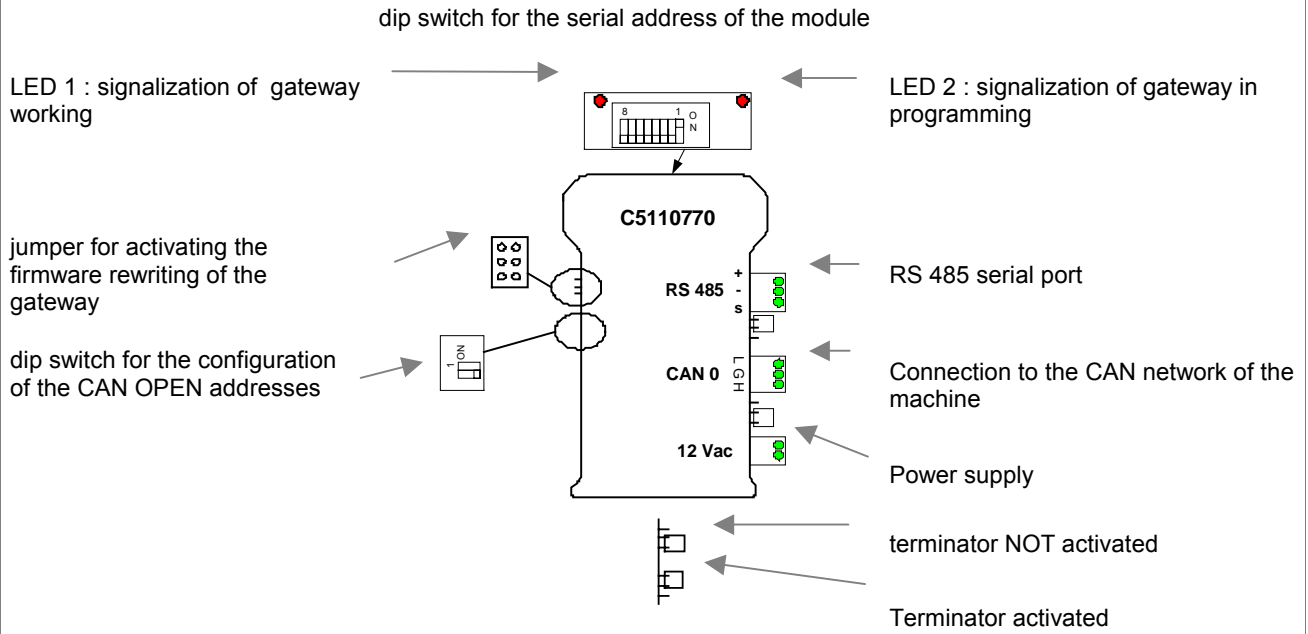 dip switch for the serial address of the module
LED 1 : signalization of gateway
working
LED 2 : signalization of gateway in
programming
8 1 O
N
C5110770
jumper for activating the
firmware rewriting of the
gateway
+
RS 485 -
s
RS 485 serial port
dip switch for the configuration
of the CAN OPEN addresses
1 ON
CAN 0
L G H
Connection to the CAN network of the
machine
12 Vac
Power supply
terminator NOT activated
Terminator activated